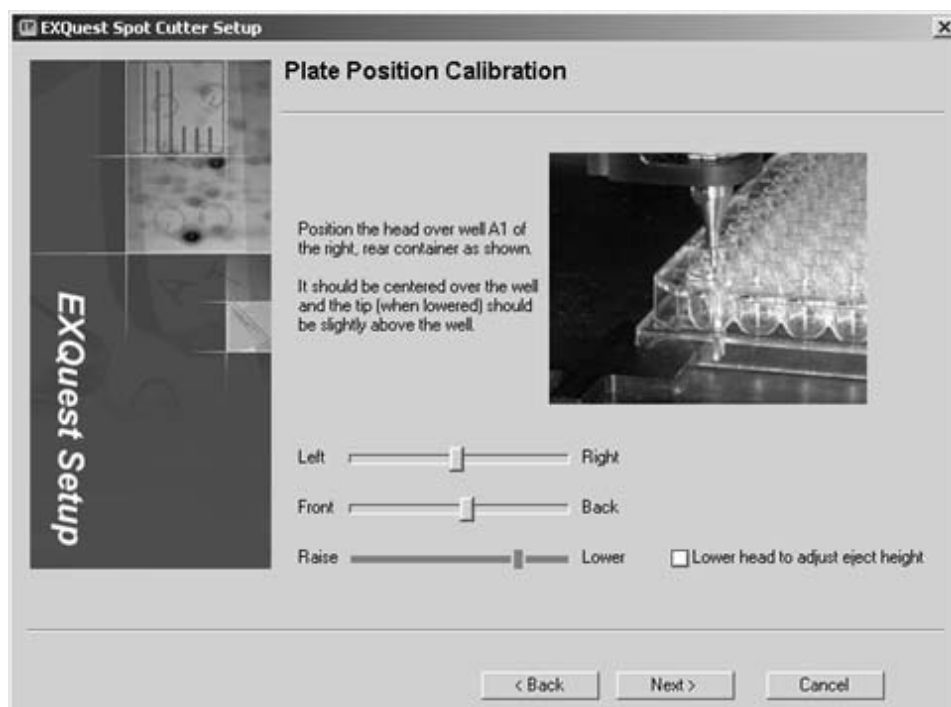 EXQuest Spot Cutter Setup
Plate Position Calibration
Position the head over well A1 of
the right, rear container as shown.
It should be centered over the well
and the tip (when lowered) should
be slightly above the well.
EXQuest Setup
Left Right
Front Back
Raise Lower Lower head to adjust eject height
< Back Next > Cancel